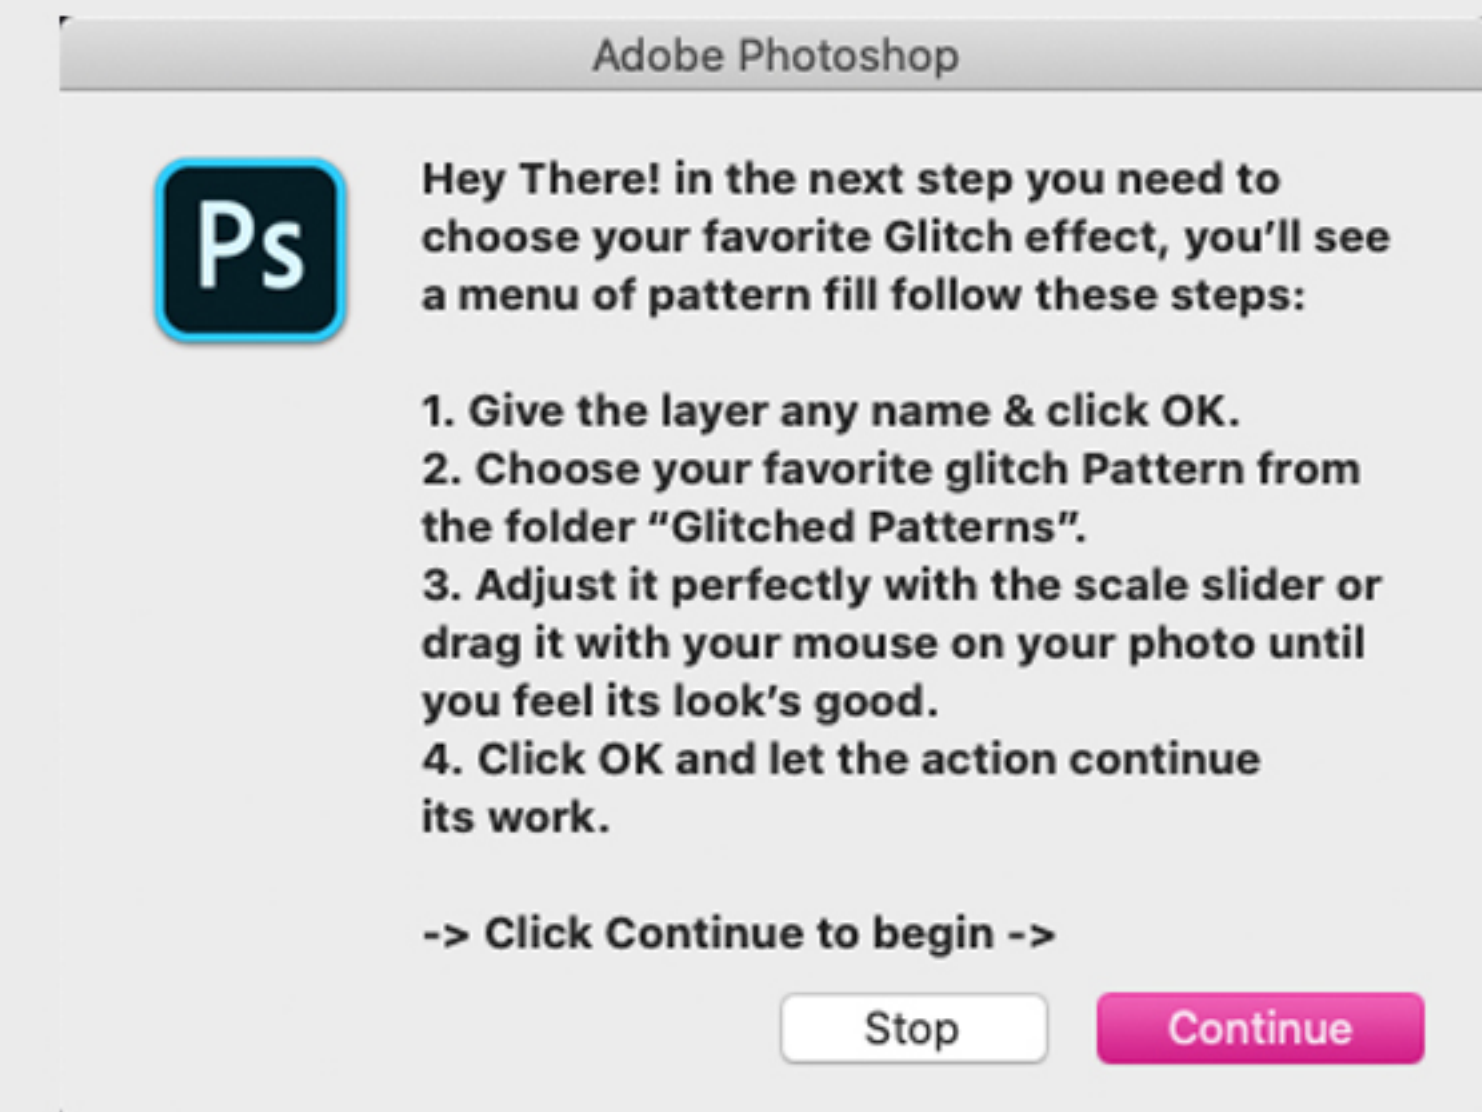 Adobe Photoshop
Ps
Hey There! in the next step you need to
choose your favorite Glitch effect, you’ll see
a menu of pattern fill follow these steps:
1. Give the layer any name & click OK.
2. Choose your favorite glitch Pattern from
the folder “Glitched Patterns”.
3. Adjust it perfectly with the scale slider or
drag it with your mouse on your photo until
you feel its look’s good.
4. Click OK and let the action continue
its work.
-> Click Continue to begin ->
Stop
Continue